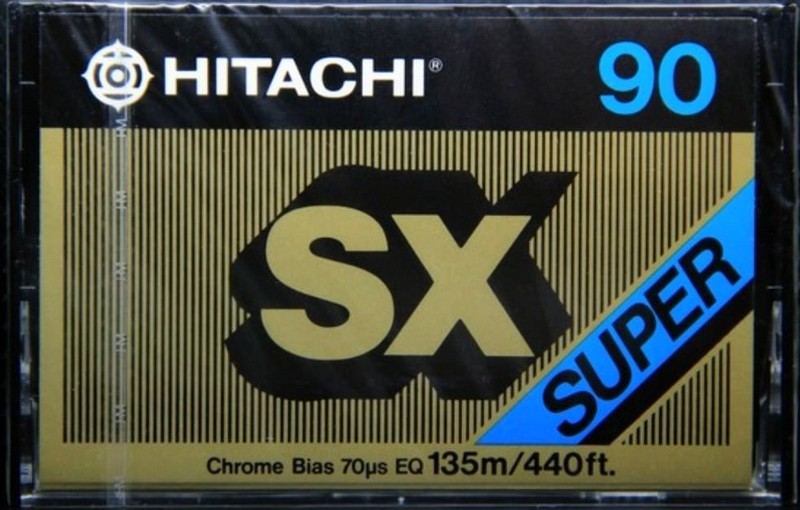 HITACHI® 90
SX
SUPER
Chrome Bias 70µs EQ 135m/440ft.